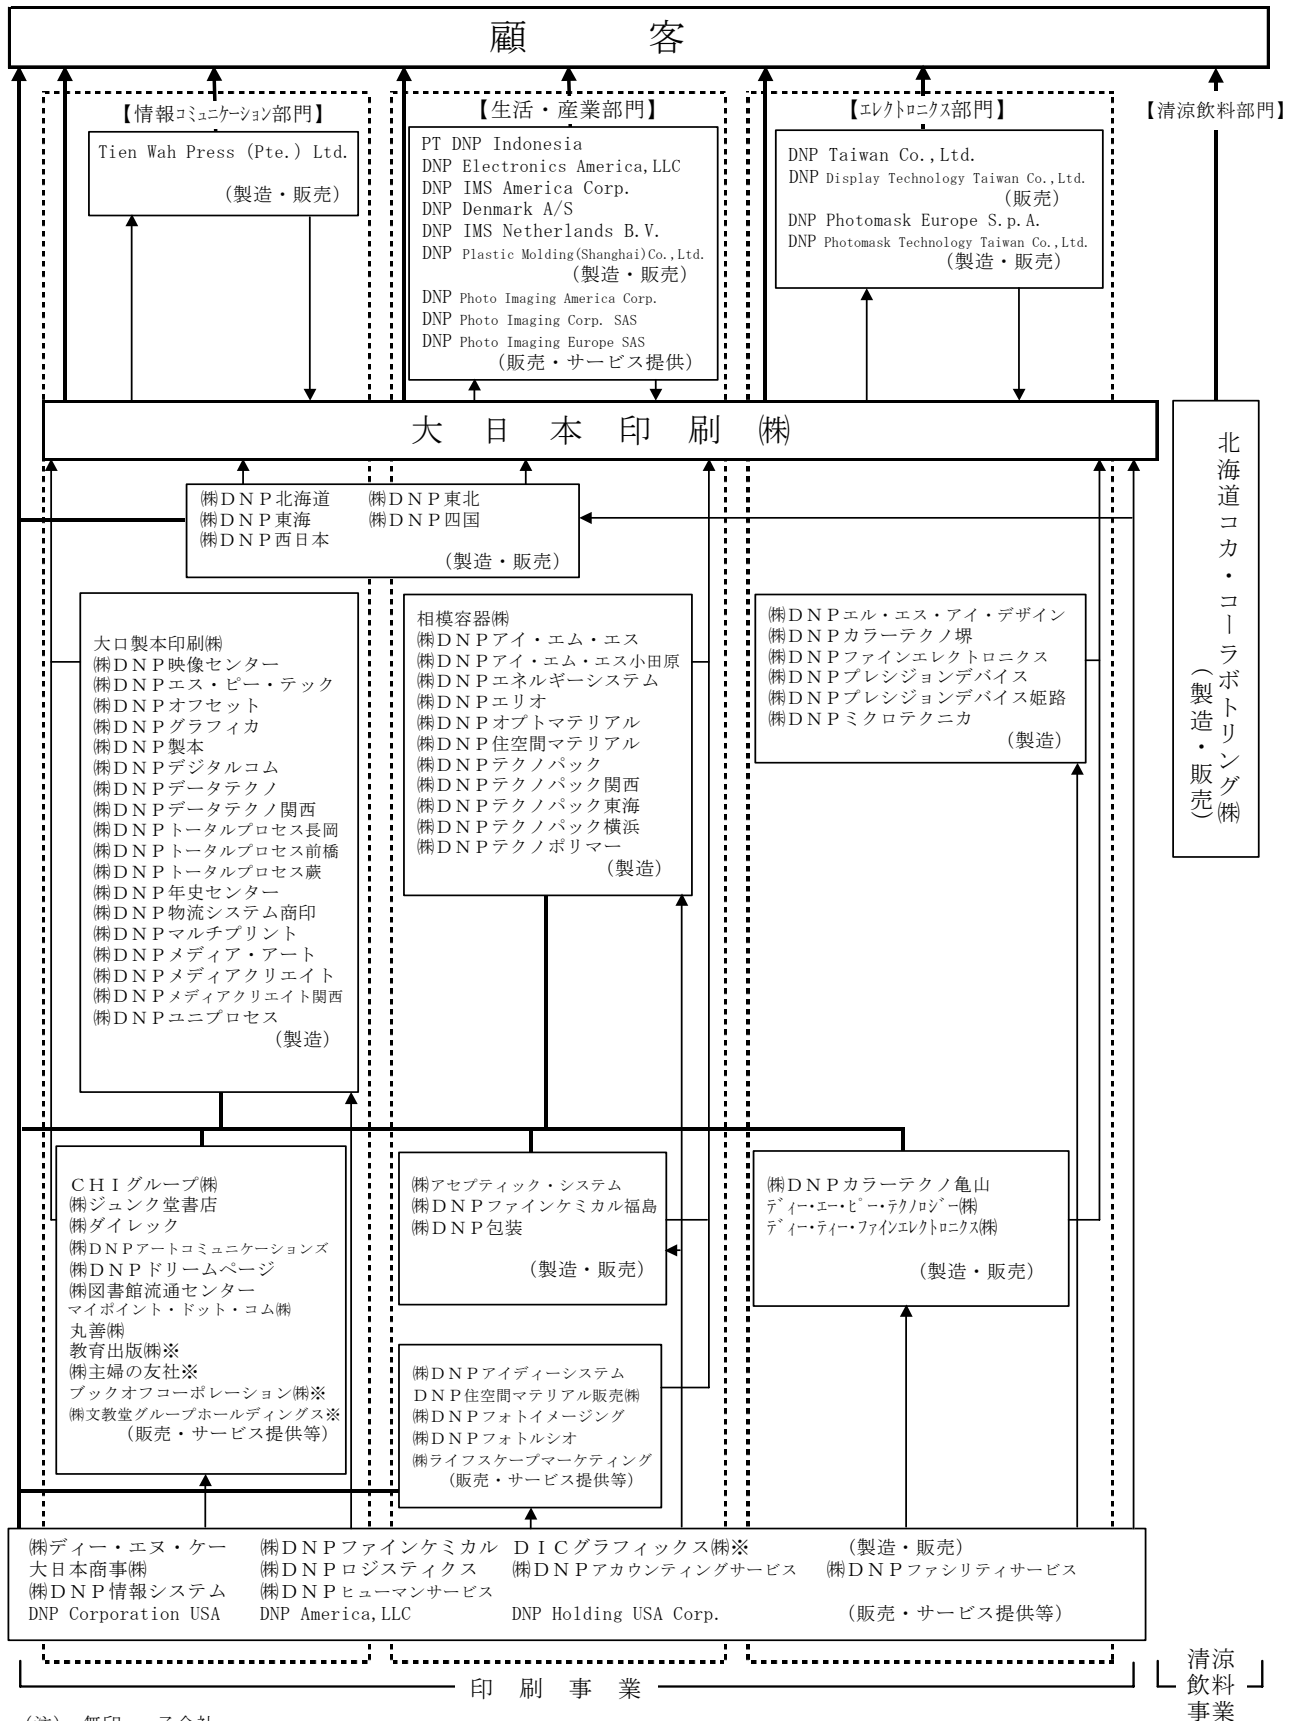 顧客
【情報コミュニケーション部門】
【生活・産業部門】
【エレクトロニクス部門】
【清涼飲料部門】
Tien Wah Press (Pte.) Ltd.
(製造・販売)
PT DNP Indonesia
DNP Electronics America,LLC
DNP IMS America Corp.
DNP Denmark A/S
DNP IMS Netherlands B.V.
DNP Plastic Molding(Shanghai)Co.,Ltd.
(製造・販売)
DNP Photo Imaging America Corp.
DNP Photo Imaging Corp. SAS
DNP Photo Imaging Europe SAS
(販売・サービス提供)
DNP Taiwan Co.,Ltd.
DNP Display Technology Taiwan Co.,Ltd.
(販売)
DNP Photomask Europe S.p.A.
DNP Photomask Technology Taiwan Co.,Ltd.
(製造・販売)
大日本印刷㈱
北海道コカ・コーラボトリング㈱
(製造・販売)
㈱DNP北海道 ㈱DNP東北
㈱DNP東海 ㈱DNP四国
㈱DNP西日本
(製造・販売)
大口製本印刷㈱
㈱DNP映像センター
㈱DNPエス・ピー・テック
㈱DNPオフセット
㈱DNPグラフィカ
㈱DNP製本
㈱DNPデジタルコム
㈱DNPデータテクノ
㈱DNPデータテクノ関西
㈱DNPトータルプロセス長岡
㈱DNPトータルプロセス前橋
㈱DNPトータルプロセス蕨
㈱DNP年史センター
㈱DNP物流システム商印
㈱DNPマルチプリント
㈱DNPメディア・アート
㈱DNPメディアクリエイト
㈱DNPメディアクリエイト関西
㈱DNPユニプロセス
(製造)
相模容器㈱
㈱DNPアイ・エム・エス
㈱DNPアイ・エム・エス小田原
㈱DNPエネルギーシステム
㈱DNPエリオ
㈱DNPオプトマテリアル
㈱DNP住空間マテリアル
㈱DNPテクノパック
㈱DNPテクノパック関西
㈱DNPテクノパック東海
㈱DNPテクノパック横浜
㈱DNPテクノポリマー
(製造)
㈱DNPエル・エス・アイ・デザイン
㈱DNPカラーテクノ堺
㈱DNPファインエレクトロニクス
㈱DNPプレシジョンデバイス
㈱DNPプレシジョンデバイス姫路
㈱DNPミクロテクニカ
(製造)
CHIグループ㈱
㈱ジュンク堂書店
㈱ダイレック
㈱DNPアートコミュニケーションズ
㈱DNPドリームページ
㈱図書館流通センター
マイポイント・ドット・コム㈱
丸善㈱
教育出版㈱※
㈱主婦の友社※
ブックオフコーポレーション㈱※
㈱文教堂グループホールディングス※
(販売・サービス提供等)
㈱アセプティック・システム
㈱DNPファインケミカル福島
㈱DNP包装
(製造・販売)
㈱DNPカラーテクノ亀山
ディー・エー・ピー・テクノロジー㈱
ディー・ティー・ファインエレクトロニクス㈱
(製造・販売)
㈱DNPアイディーシステム
DNP住空間マテリアル販売㈱
㈱DNPフォトイメージング
㈱DNPフォトルシオ
㈱ライフスケープマーケティング
(販売・サービス提供等)
㈱ディー・エヌ・ケー ㈱DNPファインケミカル DICグラフィックス㈱※ (製造・販売)
大日本商事㈱ ㈱DNPロジスティクス ㈱DNPアカウンティングサービス ㈱DNPファシリティサービス
㈱DNP情報システム ㈱DNPヒューマンサービス
DNP Corporation USA DNP America,LLC DNP Holding USA Corp. (販売・サービス提供等)
印刷事業
清涼飲料事業